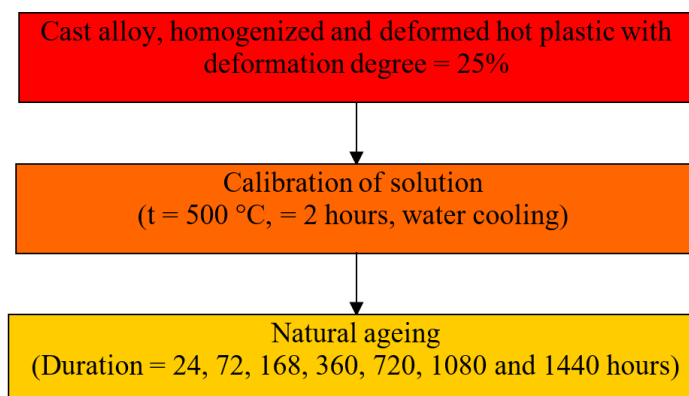 Cast alloy, homogenized and deformed hot plastic with
deformation degree = 25%
Calibration of solution
(t = 500 °C, = 2 hours, water cooling)
Natural ageing
(Duration = 24, 72, 168, 360, 720, 1080 and 1440 hours)